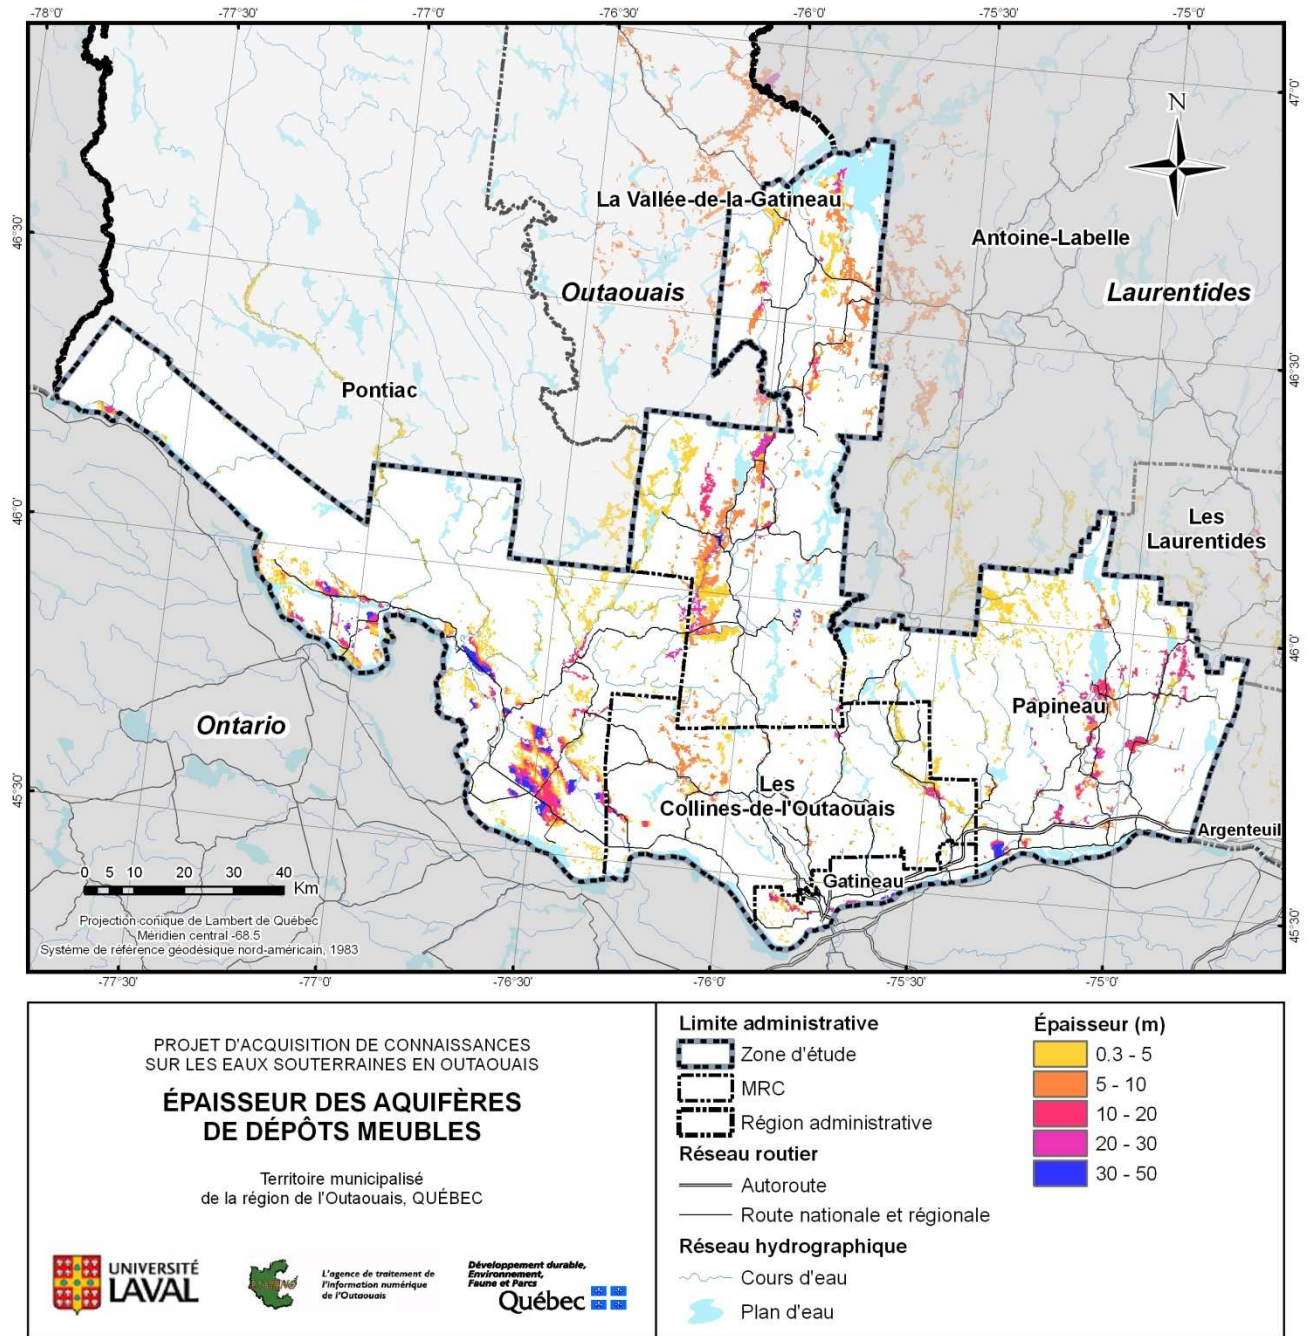 -78°0' -77°30' -77°0' -76°30' -76°0' -75°30' -75°0'
47°0'
N
La Vallée-de-la-Gatineau
Antoine-Labelle
46°30'
Outaouais
Laurentides
46°30'
Pontiac
46°0'
Les
Laurentides
46°0'
Ontario
Papineau
45°30'
Les
Collines-de-l'Outaouais
Argenteuil
Gatineau
0 5 10 20 30 40
Km
45°30'
Projection conique de Lambert de Québec
Méridien central -68.5
Système de référence géodésique nord-américain, 1983
-77°30' -77°0' -76°30' -76°0' -75°30' -75°0'
PROJET D'ACQUISITION DE CONNAISSANCES
SUR LES EAUX SOUTERRAINES EN OUTAOUAIS
ÉPAISSEUR DES AQUIFÈRES
DE DÉPÔTS MEUBLES
Territoire municipalisé
de la région de l'Outaouais, QUÉBEC
UNIVERSITÉ
LAVAL
L'agence de traitement de
l'information numérique
de l'Outaouais
Développement durable,
Environnement,
Faune et Parcs
Québec
Limite administrative
Zone d'étude
MRC
Région administrative
Réseau routier
Autoroute
Route nationale et régionale
Réseau hydrographique
Cours d'eau
Plan d'eau
Épaisseur (m)
0.3 - 5
5 - 10
10 - 20
20 - 30
30 - 50